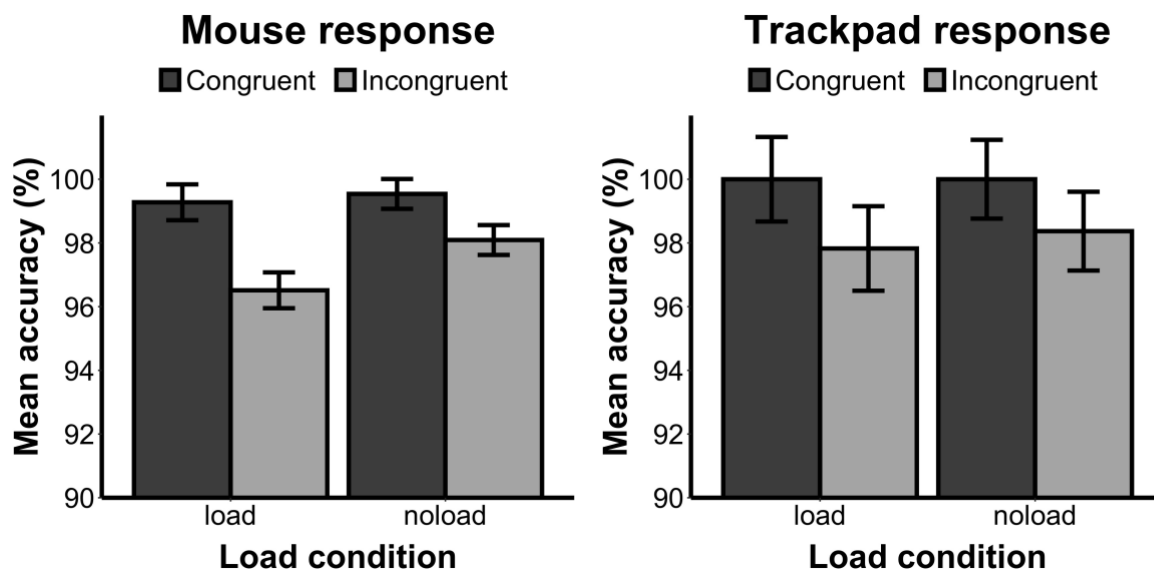 Mouse response
Congruent Incongruent
Mean accuracy (%)
100
98
96
94
92
90
load noload
Load condition
Trackpad response
Congruent Incongruent
Mean accuracy (%)
100
98
96
94
92
90
load noload
Load condition